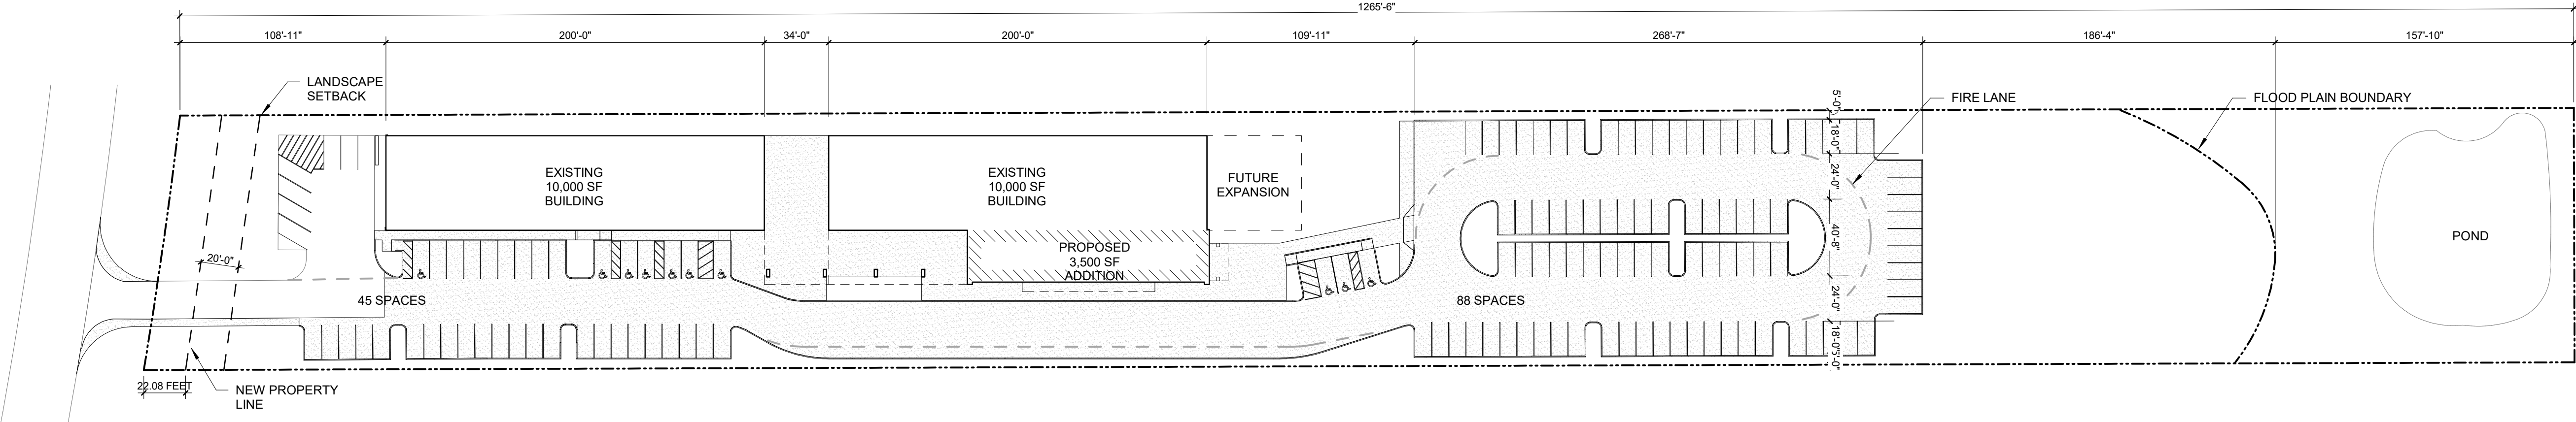 1265'-6"
108'-11"
200'-0"
34'-0"
200'-0"
109'-11"
268'-7"
186'-4"
157'-10"
LANDSCAPE
SETBACK
FIRE LANE
FLOOD PLAIN BOUNDARY
5'-0"
18'-0"
24'-0"
40'-8"
24'-0"
18'-0"
5'-0"
EXISTING
10,000 SF
BUILDING
EXISTING
10,000 SF
BUILDING
FUTURE
EXPANSION
PROPOSED
3,500 SF
ADDITION
POND
20'-0"
45 SPACES
88 SPACES
22.08 FEET
NEW PROPERTY
LINE